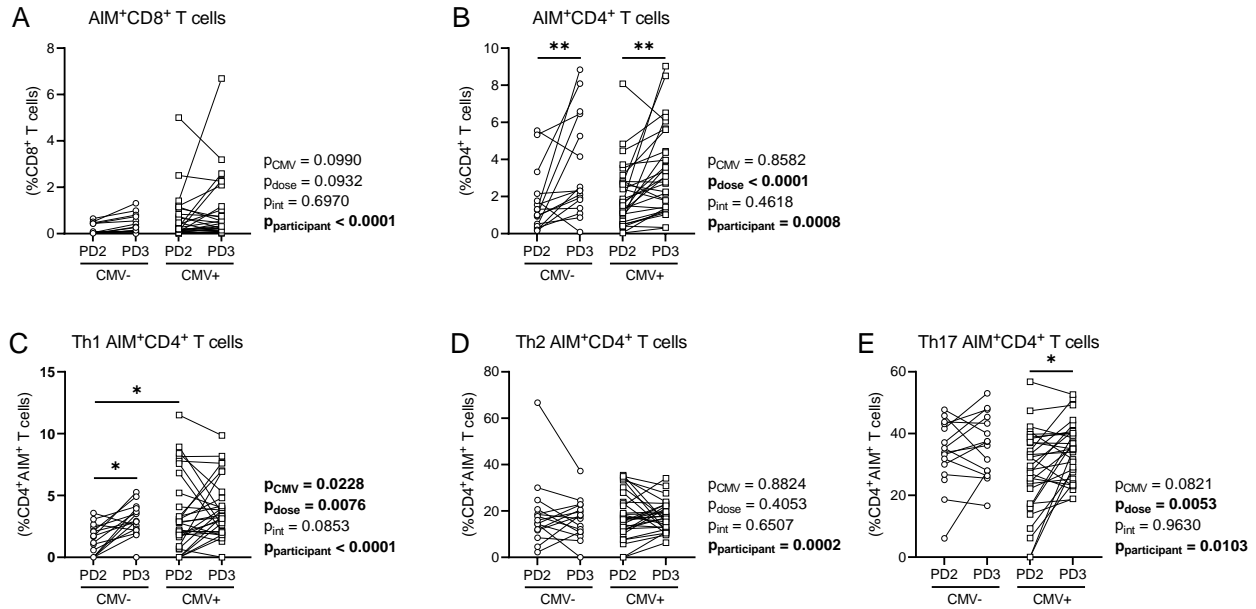 A
AIM⁺CD8⁺ T cells
(%CD8⁺ T cells)
8
6
4
2
0
PD2 PD3 PD2 PD3
CMV- CMV+
pCMV = 0.0990
pdose = 0.0932
pint = 0.6970
pparticipant < 0.0001
B
AIM⁺CD4⁺ T cells
(%CD4⁺ T cells)
10
8
6
4
2
0
** **
PD2 PD3 PD2 PD3
CMV- CMV+
pCMV = 0.8582
pdose < 0.0001
pint = 0.4618
pparticipant = 0.0008
C
Th1 AIM⁺CD4⁺ T cells
(%CD4⁺AIM⁺ T cells)
15
10
5
0
*
*
PD2 PD3 PD2 PD3
CMV- CMV+
pCMV = 0.0228
pdose = 0.0076
pint = 0.0853
pparticipant < 0.0001
D
Th2 AIM⁺CD4⁺ T cells
(%CD4⁺AIM⁺ T cells)
80
60
40
20
0
PD2 PD3 PD2 PD3
CMV- CMV+
pCMV = 0.8824
pdose = 0.4053
pint = 0.6507
pparticipant = 0.0002
E
Th17 AIM⁺CD4⁺ T cells
(%CD4⁺AIM⁺ T cells)
60
40
20
0
*
PD2 PD3 PD2 PD3
CMV- CMV+
pCMV = 0.0821
pdose = 0.0053
pint = 0.9630
pparticipant = 0.0103